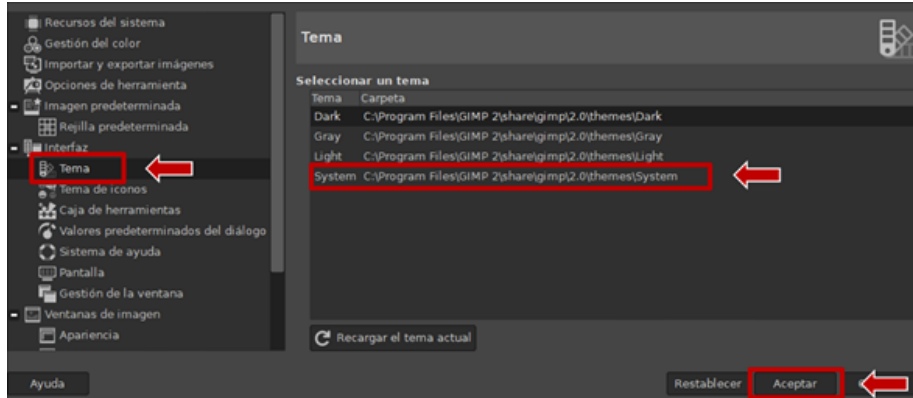 Recursos del sistema
Gestión del color
Importar y exportar imágenes
Opciones de herramienta
Imagen predeterminada
Rejilla predeterminada
Interfaz
Tema
Tema de iconos
Caja de herramientas
Valores predeterminados del diálogo
Sistema de ayuda
Pantalla
Gestión de la ventana
Ventanas de imagen
Apariencia
Tema
Seleccionar un tema
Tema Carpeta
Dark C:\Program Files\GIMP 2\share\gimp\2.0\themes\Dark
Gray C:\Program Files\GIMP 2\share\gimp\2.0\themes\Gray
Light C:\Program Files\GIMP 2\share\gimp\2.0\themes\Light
System C:\Program Files\GIMP 2\share\gimp\2.0\themes\System
Recargar el tema actual
Ayuda
Restablecer
Aceptar